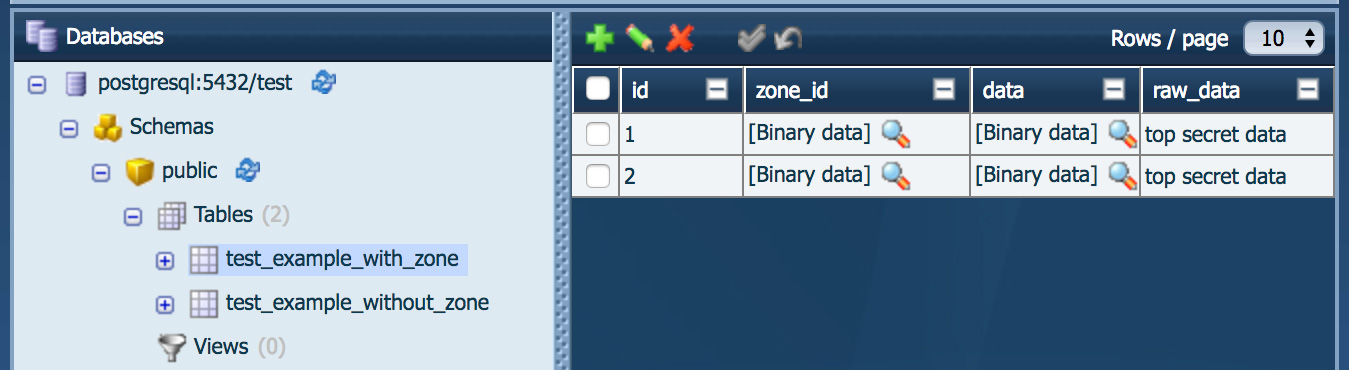 Databases
postgresql:5432/test
Schemas
public
Tables (2)
test_example_with_zone
test_example_without_zone
Views (0)
Rows / page 10
id zone_id data raw_data
1 [Binary data] [Binary data] top secret data
2 [Binary data] [Binary data] top secret data